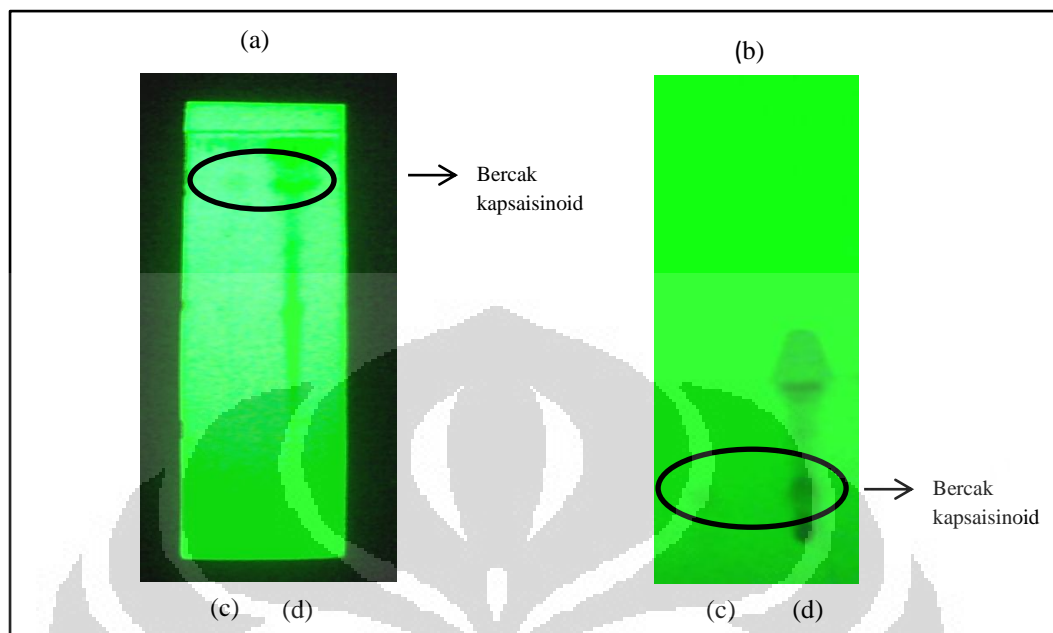 (a)
(b)
Bercak
kapsaisinoid
Bercak
kapsaisinoid
(c) (d)
(c) (d)